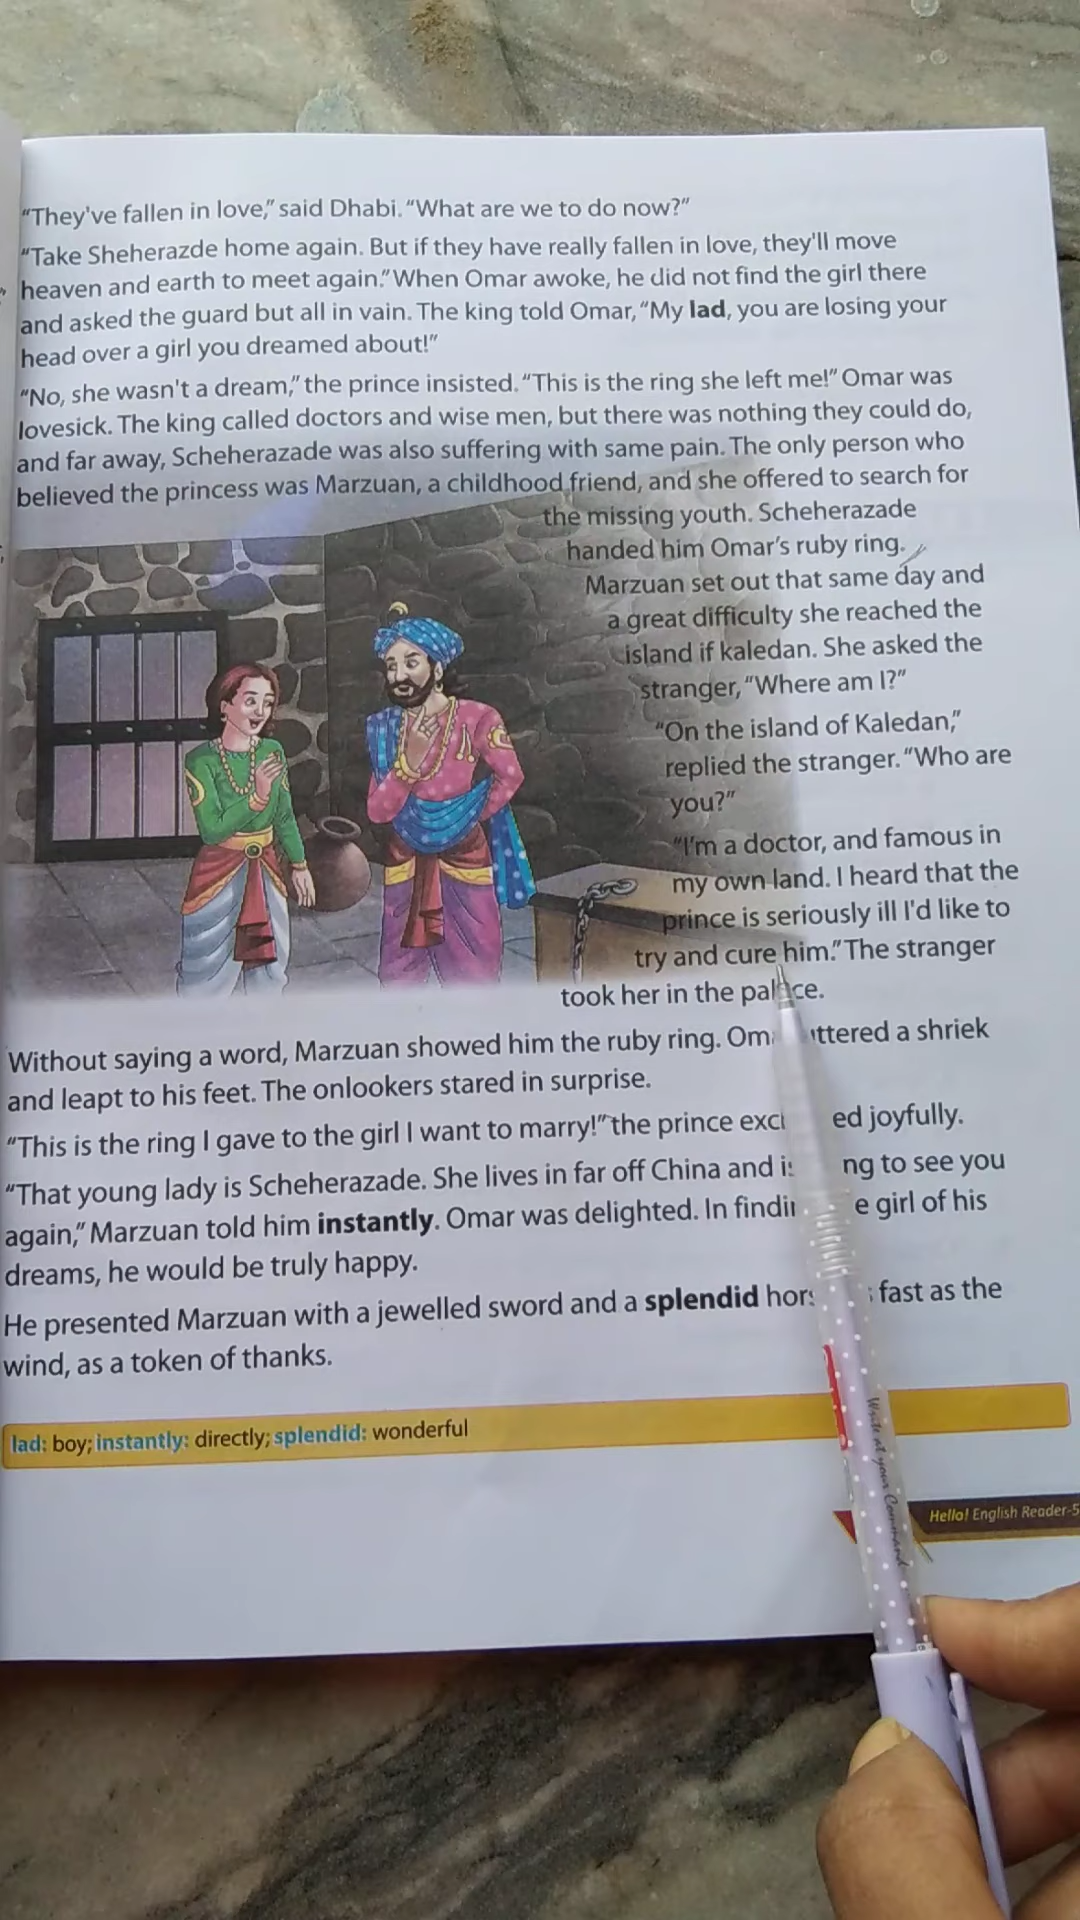 “They've fallen in love,” said Dhabi. “What are we to do now?”
“Take Sheherazde home again. But if they have really fallen in love, they'll move
heaven and earth to meet again.” When Omar awoke, he did not find the girl there
and asked the guard but all in vain. The king told Omar, “My lad, you are losing your
head over a girl you dreamed about!”
“No, she wasn't a dream,” the prince insisted. “This is the ring she left me!” Omar was
lovesick. The king called doctors and wise men, but there was nothing they could do,
and far away, Scheherazade was also suffering with same pain. The only person who
believed the princess was Marzuan, a childhood friend, and she offered to search for
the missing youth. Scheherazade
handed him Omar’s ruby ring.
Marzuan set out that same day and
a great difficulty she reached the
island if kaledan. She asked the
stranger, “Where am I?”
“On the island of Kaledan,”
replied the stranger. “Who are
you?”
“I'm a doctor, and famous in
my own land. I heard that the
prince is seriously ill I'd like to
try and cure him.” The stranger
took her in the palace.
Without saying a word, Marzuan showed him the ruby ring. a shriek
and leapt to his feet. The onlookers stared in surprise.
“This is the ring I gave to the girl I want to marry!” the prince joyfully.
“That young lady is Scheherazade. She lives in far off China and to see you
again,” Marzuan told him instantly. Omar was delighted. In girl of his
dreams, he would be truly happy.
He presented Marzuan with a jewelled sword and a splendid fast as the
wind, as a token of thanks.
lad: boy; instantly: directly; splendid: wonderful
Write at your Command
Hello! English Reader-5